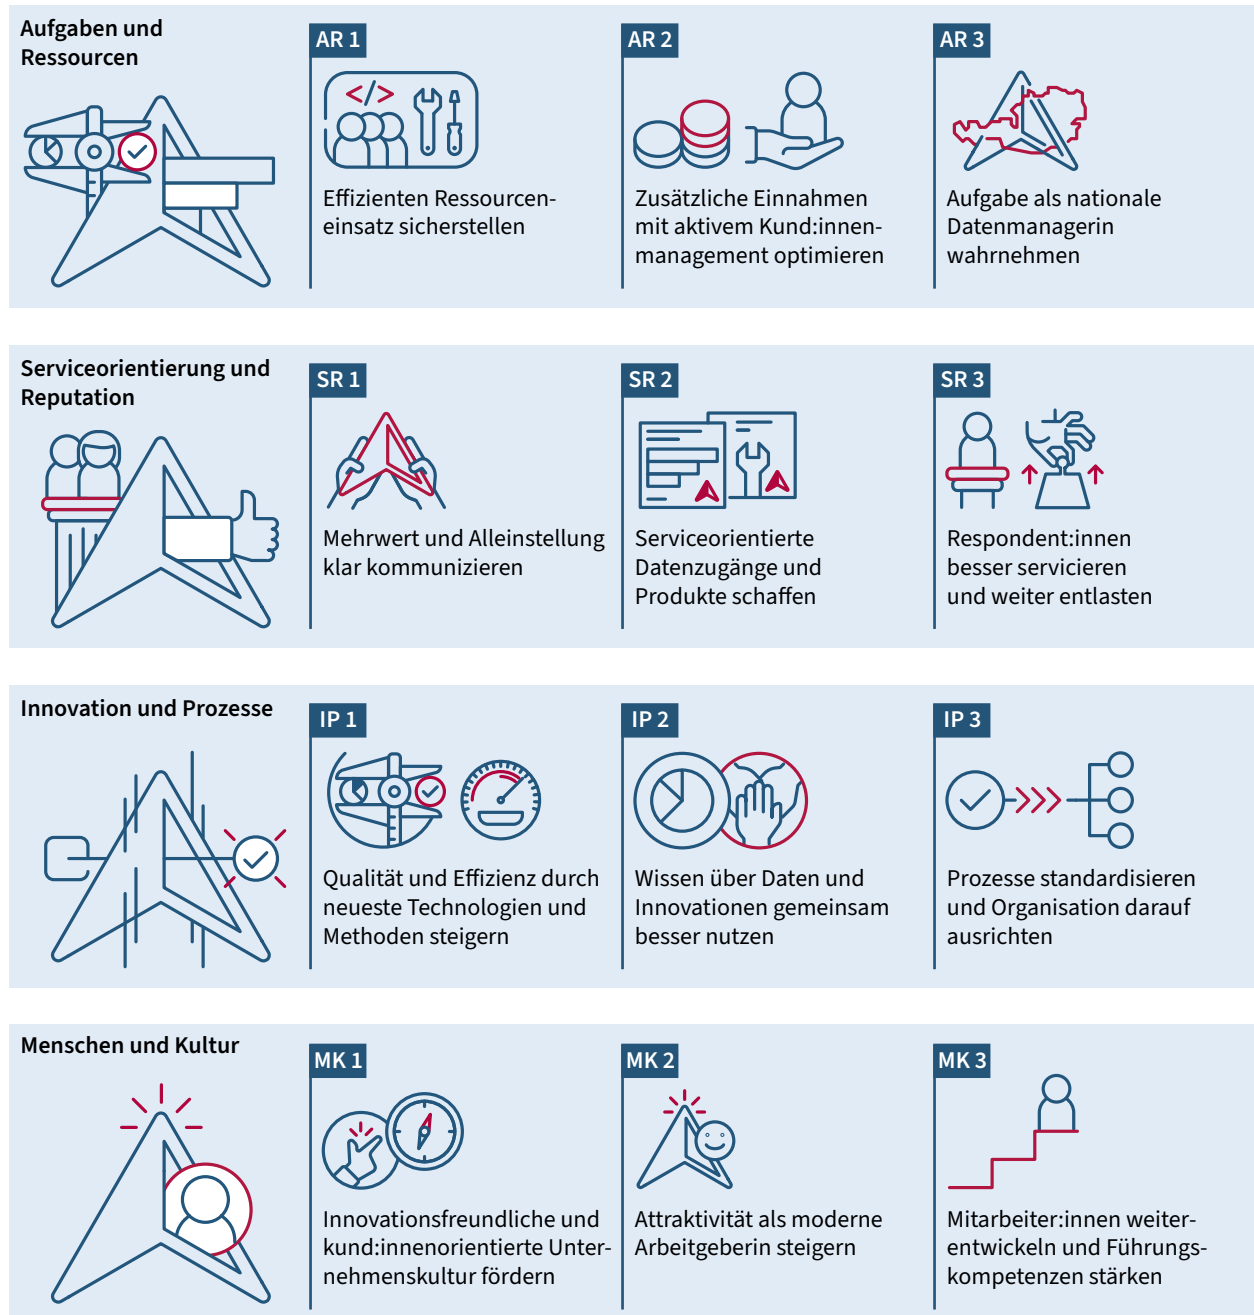 Aufgaben und
Ressourcen
AR 1
Effizienten Ressourcen-
einsatz sicherstellen
AR 2
Zusätzliche Einnahmen
mit aktivem Kund:innen-
management optimieren
AR 3
Aufgabe als nationale
Datenmanagerin
wahrnehmen
Serviceorientierung und
Reputation
SR 1
Mehrwert und Alleinstellung
klar kommunizieren
SR 2
Serviceorientierte
Datenzugänge und
Produkte schaffen
SR 3
Respondent:innen
besser servicieren
und weiter entlasten
Innovation und Prozesse
IP 1
Qualität und Effizienz durch
neueste Technologien und
Methoden steigern
IP 2
Wissen über Daten und
Innovationen gemeinsam
besser nutzen
IP 3
Prozesse standardisieren
und Organisation darauf
ausrichten
Menschen und Kultur
MK 1
Innovationsfreundliche und
kund:innenorientierte Unter-
nehmenskultur fördern
MK 2
Attraktivität als moderne
Arbeitgeberin steigern
MK 3
Mitarbeiter:innen weiter-
entwickeln und Führungs-
kompetenzen stärken